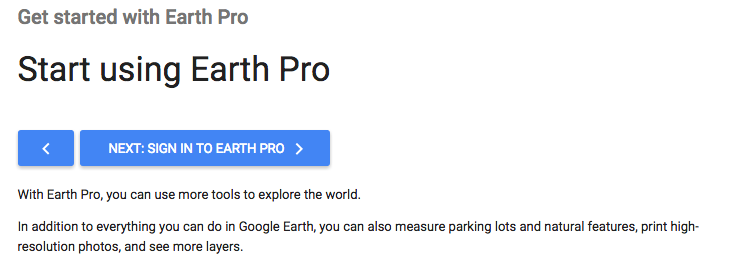 Get started with Earth Pro
Start using Earth Pro
NEXT: SIGN IN TO EARTH PRO
With Earth Pro, you can use more tools to explore the world.
In addition to everything you can do in Google Earth, you can also measure parking lots and natural features, print high-
resolution photos, and see more layers.